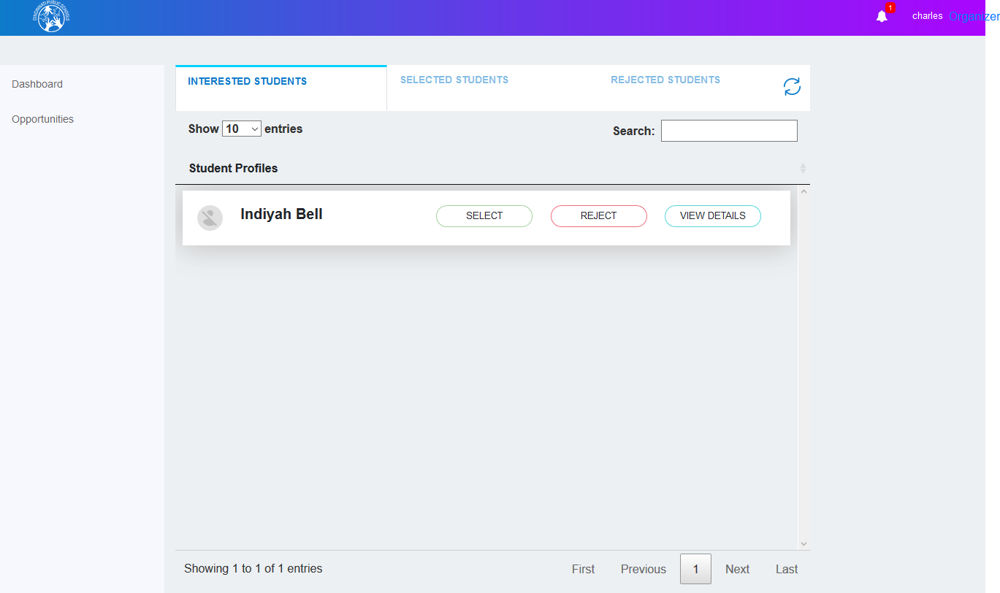 CINCINNATI PUBLIC SCHOOLS
1
charles Organizer
Dashboard
Opportunities
INTERESTED STUDENTS
SELECTED STUDENTS
REJECTED STUDENTS
Show 10 entries
Search:
Student Profiles
Indiyah Bell
SELECT
REJECT
VIEW DETAILS
Showing 1 to 1 of 1 entries
First Previous 1 Next Last